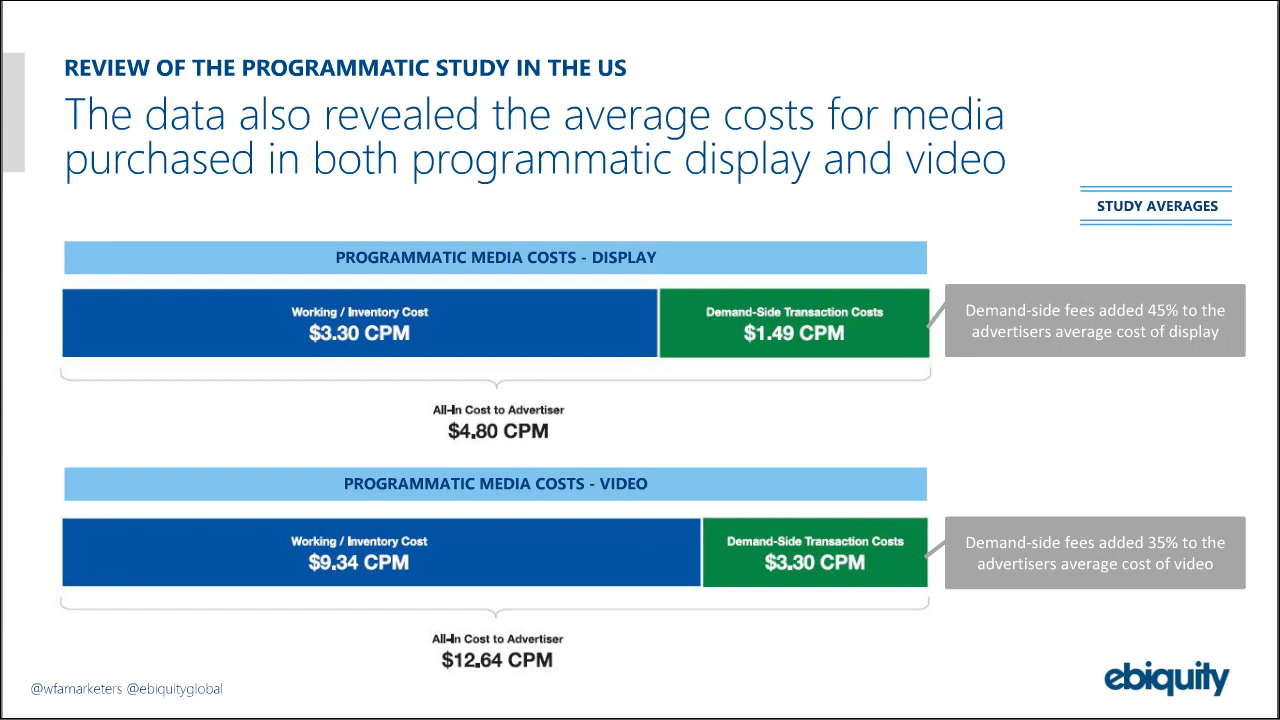 REVIEW OF THE PROGRAMMATIC STUDY IN THE US
The data also revealed the average costs for media
purchased in both programmatic display and video
STUDY AVERAGES
PROGRAMMATIC MEDIA COSTS - DISPLAY
Working / Inventory Cost
$3.30 CPM
Demand-Side Transaction Costs
$1.49 CPM
Demand-side fees added 45% to the
advertisers average cost of display
All-In Cost to Advertiser
$4.80 CPM
PROGRAMMATIC MEDIA COSTS - VIDEO
Working / Inventory Cost
$9.34 CPM
Demand-Side Transaction Costs
$3.30 CPM
Demand-side fees added 35% to the
advertisers average cost of video
All-In Cost to Advertiser
$12.64 CPM
@wfamarketers @ebiquityglobal
ebiquity